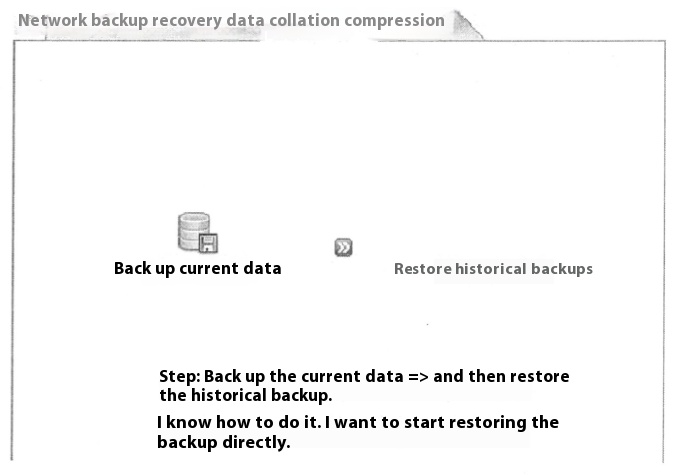 Network backup recovery data collation compression
Back up current data
Restore historical backups
Step: Back up the current data => and then restore
the historical backup.
I know how to do it. I want to start restoring the
backup directly.